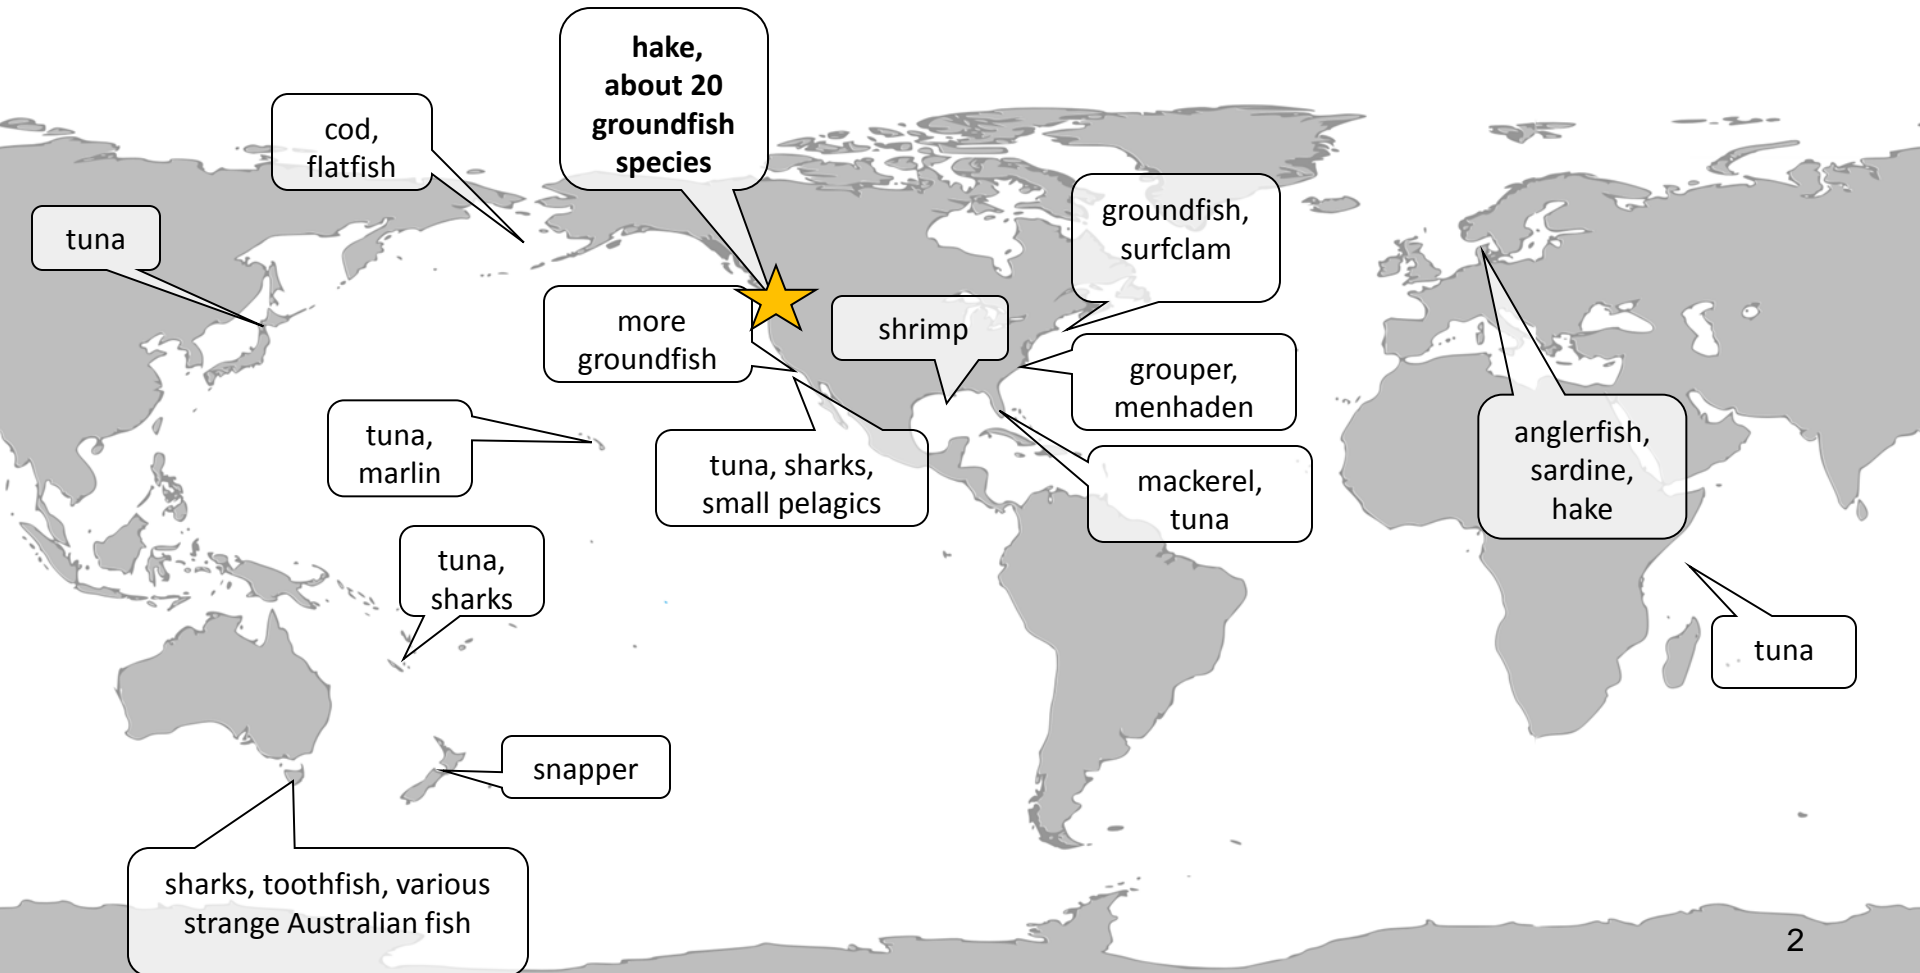 hake,
about 20
groundfish
species
cod,
flatfish
tuna
groundfish,
surfclam
more
groundfish
shrimp
grouper,
menhaden
tuna,
marlin
tuna, sharks,
small pelagics
mackerel,
tuna
anglerfish,
sardine,
hake
tuna,
sharks
tuna
snapper
sharks, toothfish, various
strange Australian fish
2